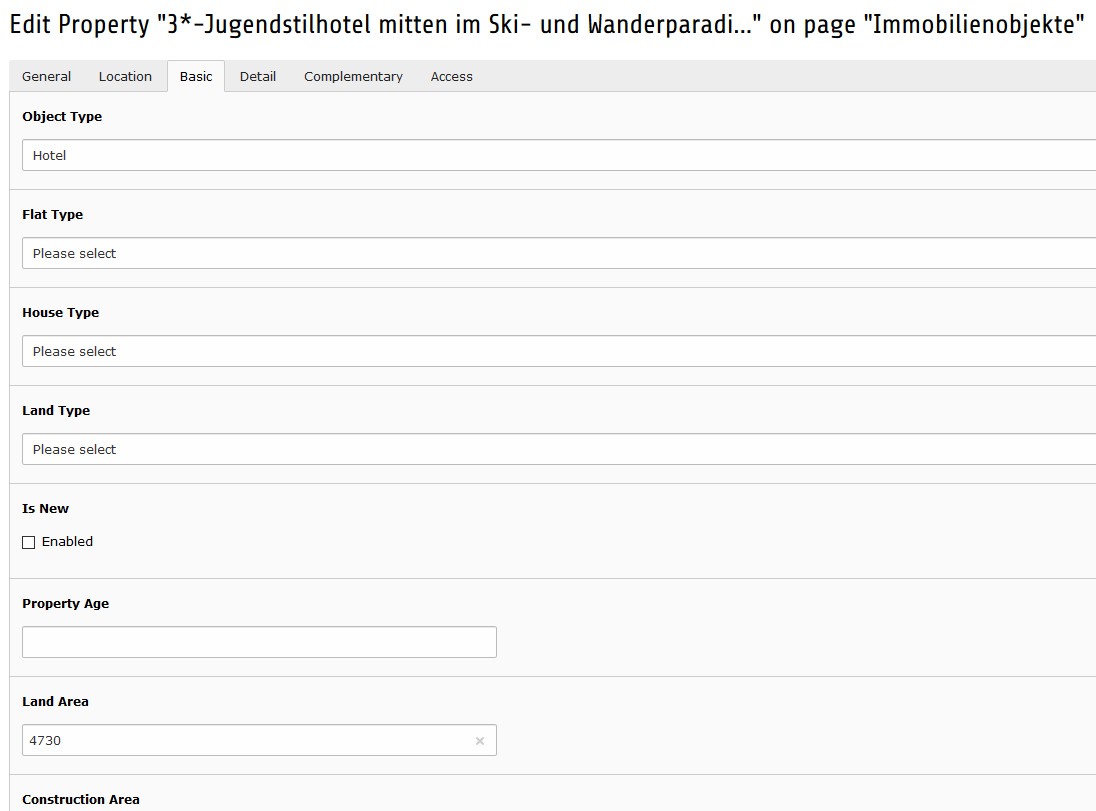 Edit Property "3*-Jugendstilhotel mitten im Ski- und Wanderparadi..." on page "Immobilienobjekte"
General Location Basic Detail Complementary Access
Object Type
Hotel
Flat Type
Please select
House Type
Please select
Land Type
Please select
Is New
Enabled
Property Age
Land Area
4730 ×
Construction Area